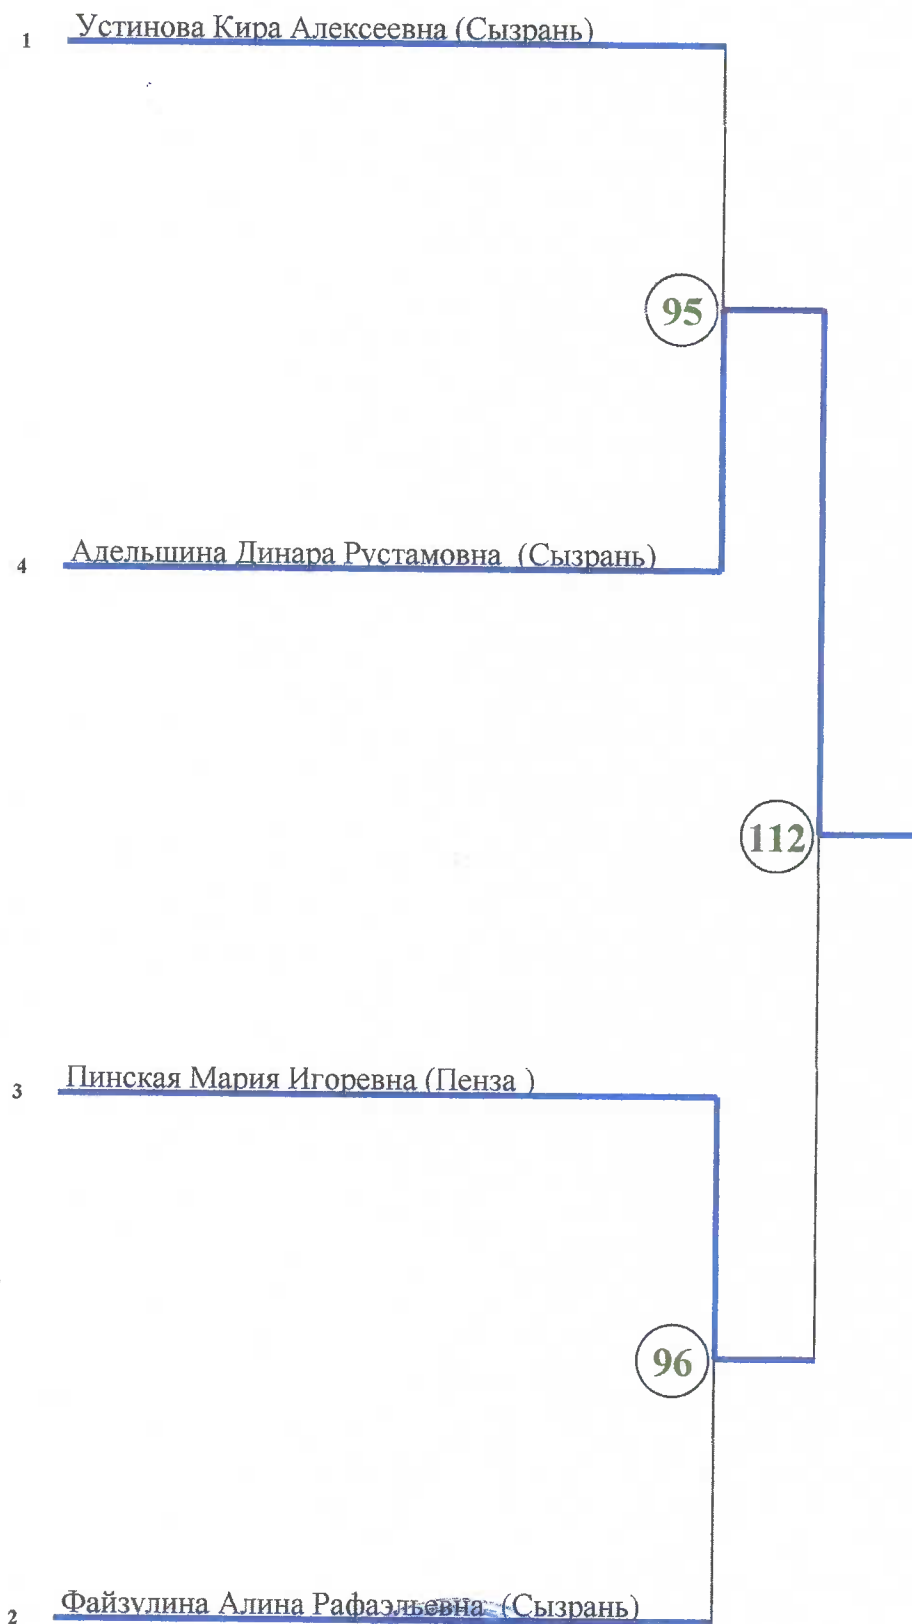 1 Устинова Кира Алексеевна (Сызрань)
95
4 Адельшина Динара Рустамовна (Сызрань)
112
3 Пинская Мария Игоревна (Пенза )
96
2 Файзулина Алина Рафаэльевна (Сызрань)